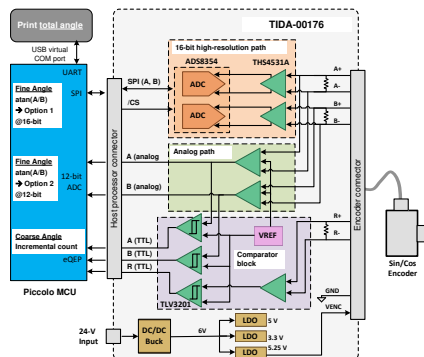 Print total angle
USB virtual
COM port
TIDA-00176
16-bit high-resolution path
ADS8354
THS4531A
UART
SPI
Fine Angle
atan(A/B)
→ Option 1
@16-bit
SPI (A, B)
/CS
ADC
ADC
A+
A-
B+
B-
Analog path
Fine Angle
atan(A/B)
→ Option 2
@12-bit
12-bit
ADC
A (analog
B (analog)
Host processor connector
Encoder connector
Coarse Angle
Incremental count
eQEP
A (TTL)
B (TTL)
R (TTL)
VREF
Comparator
block
R+
R-
TLV3201
Piccolo MCU
Sin/Cos
Encoder
GND
VENC
24-V
Input
DC/DC
Buck
6V
LDO
5 V
LDO
3.3 V
LDO
5.25 V